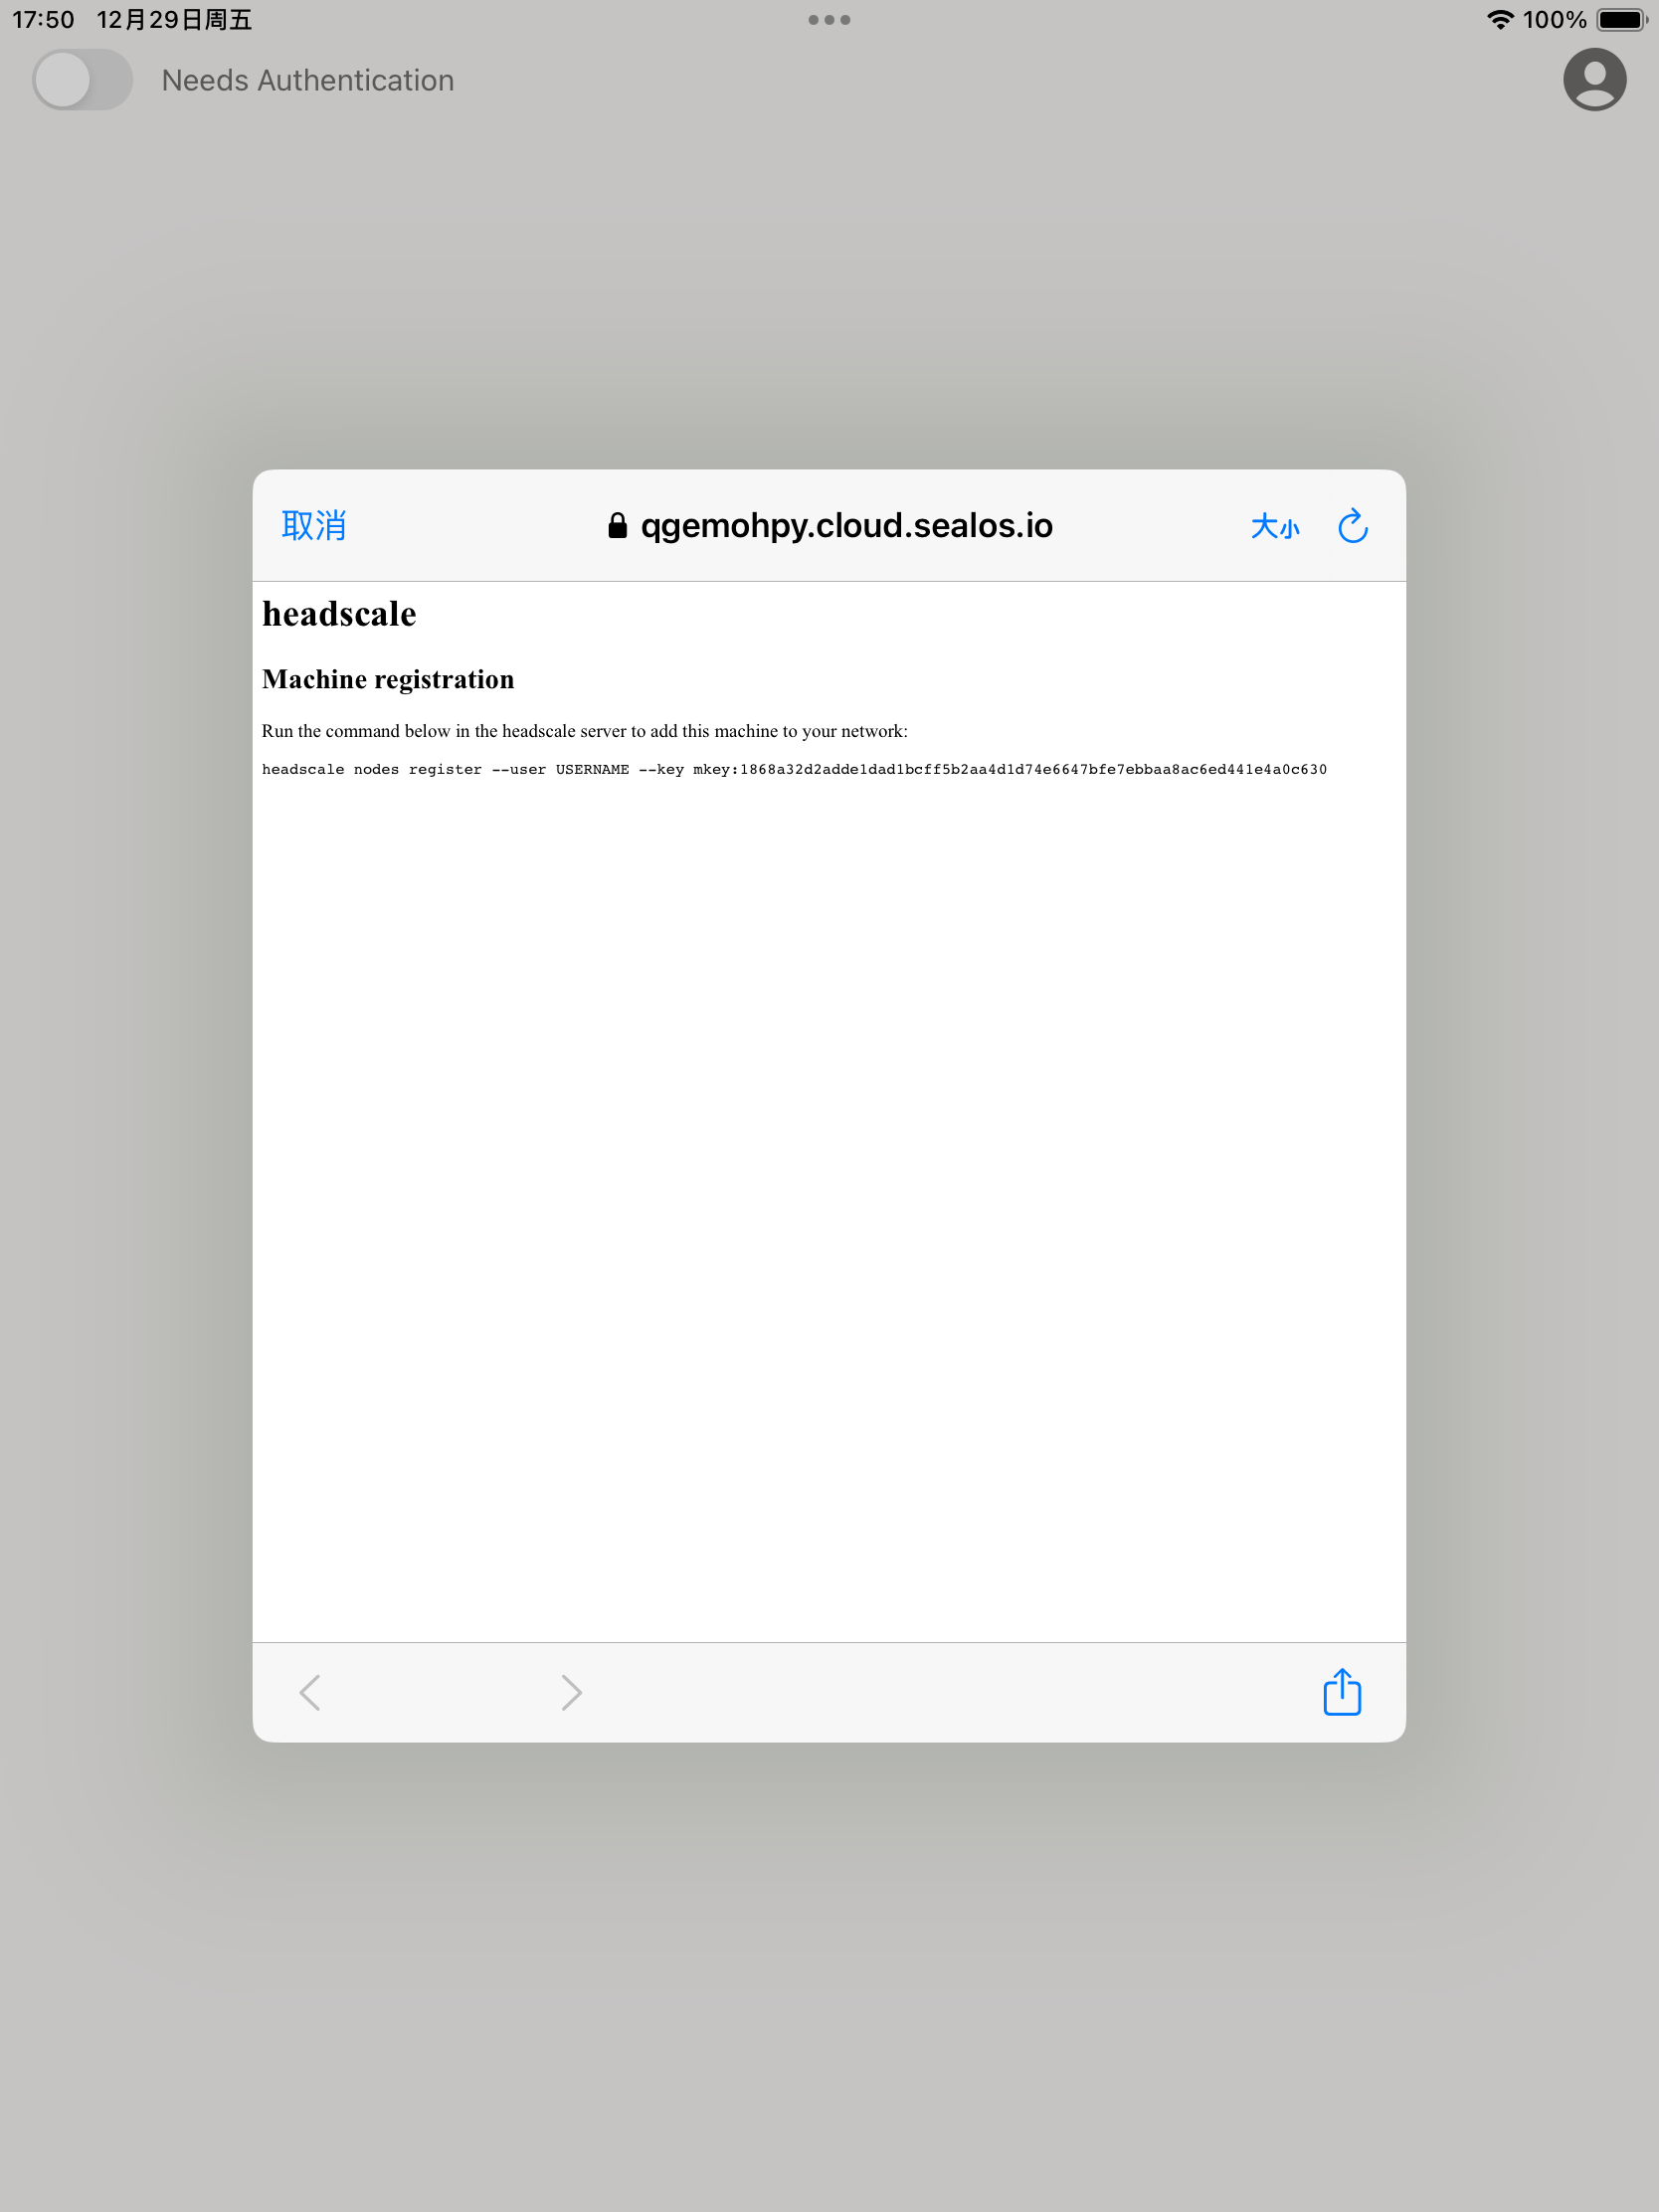 17:50 12月29日周五
100%
Needs Authentication
取消
qgemohpy.cloud.sealos.io
大小
headscale
Machine registration
Run the command below in the headscale server to add this machine to your network:
headscale nodes register --user USERNAME --key mkey:1868a32d2adde1dad1bcff5b2aa4d1d74e6647bfe7ebbaa8ac6ed441e4a0c630